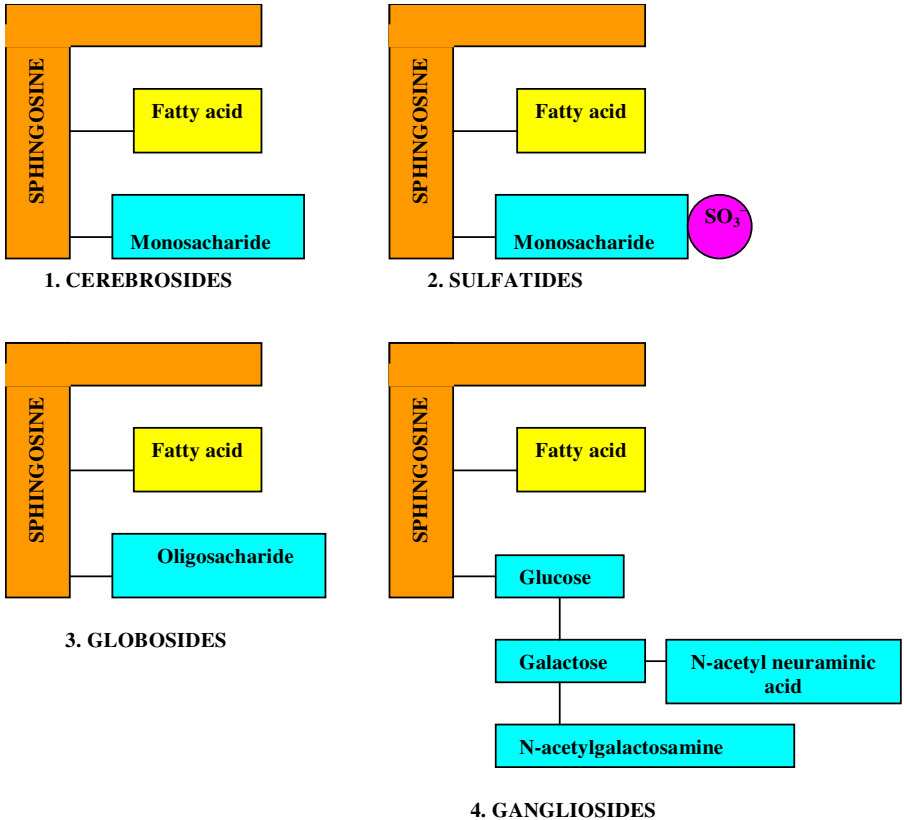 SPHINGOSINE
Fatty acid
Monosacharide
1. CEREBROSIDES
SPHINGOSINE
Fatty acid
Monosacharide
SO₃⁻
2. SULFATIDES
SPHINGOSINE
Fatty acid
Oligosacharide
3. GLOBOSIDES
SPHINGOSINE
Fatty acid
Glucose
Galactose
N-acetyl neuraminic
acid
N-acetylgalactosamine
4. GANGLIOSIDES